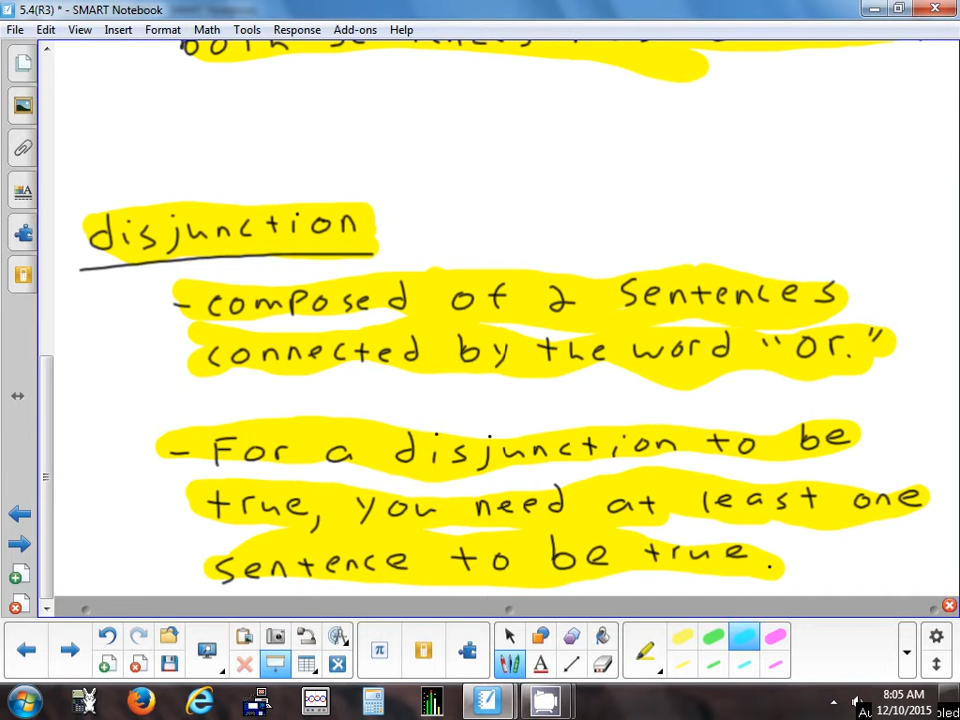 5.4(R3) * - SMART Notebook
File Edit View Insert Format Math Tools Response Add-ons Help
both
disjunction
- composed of 2 sentences
connected by the word "or."
- For a disjunction to be
true, you need at least one
sentence to be true.
8:05 AM
12/10/2015